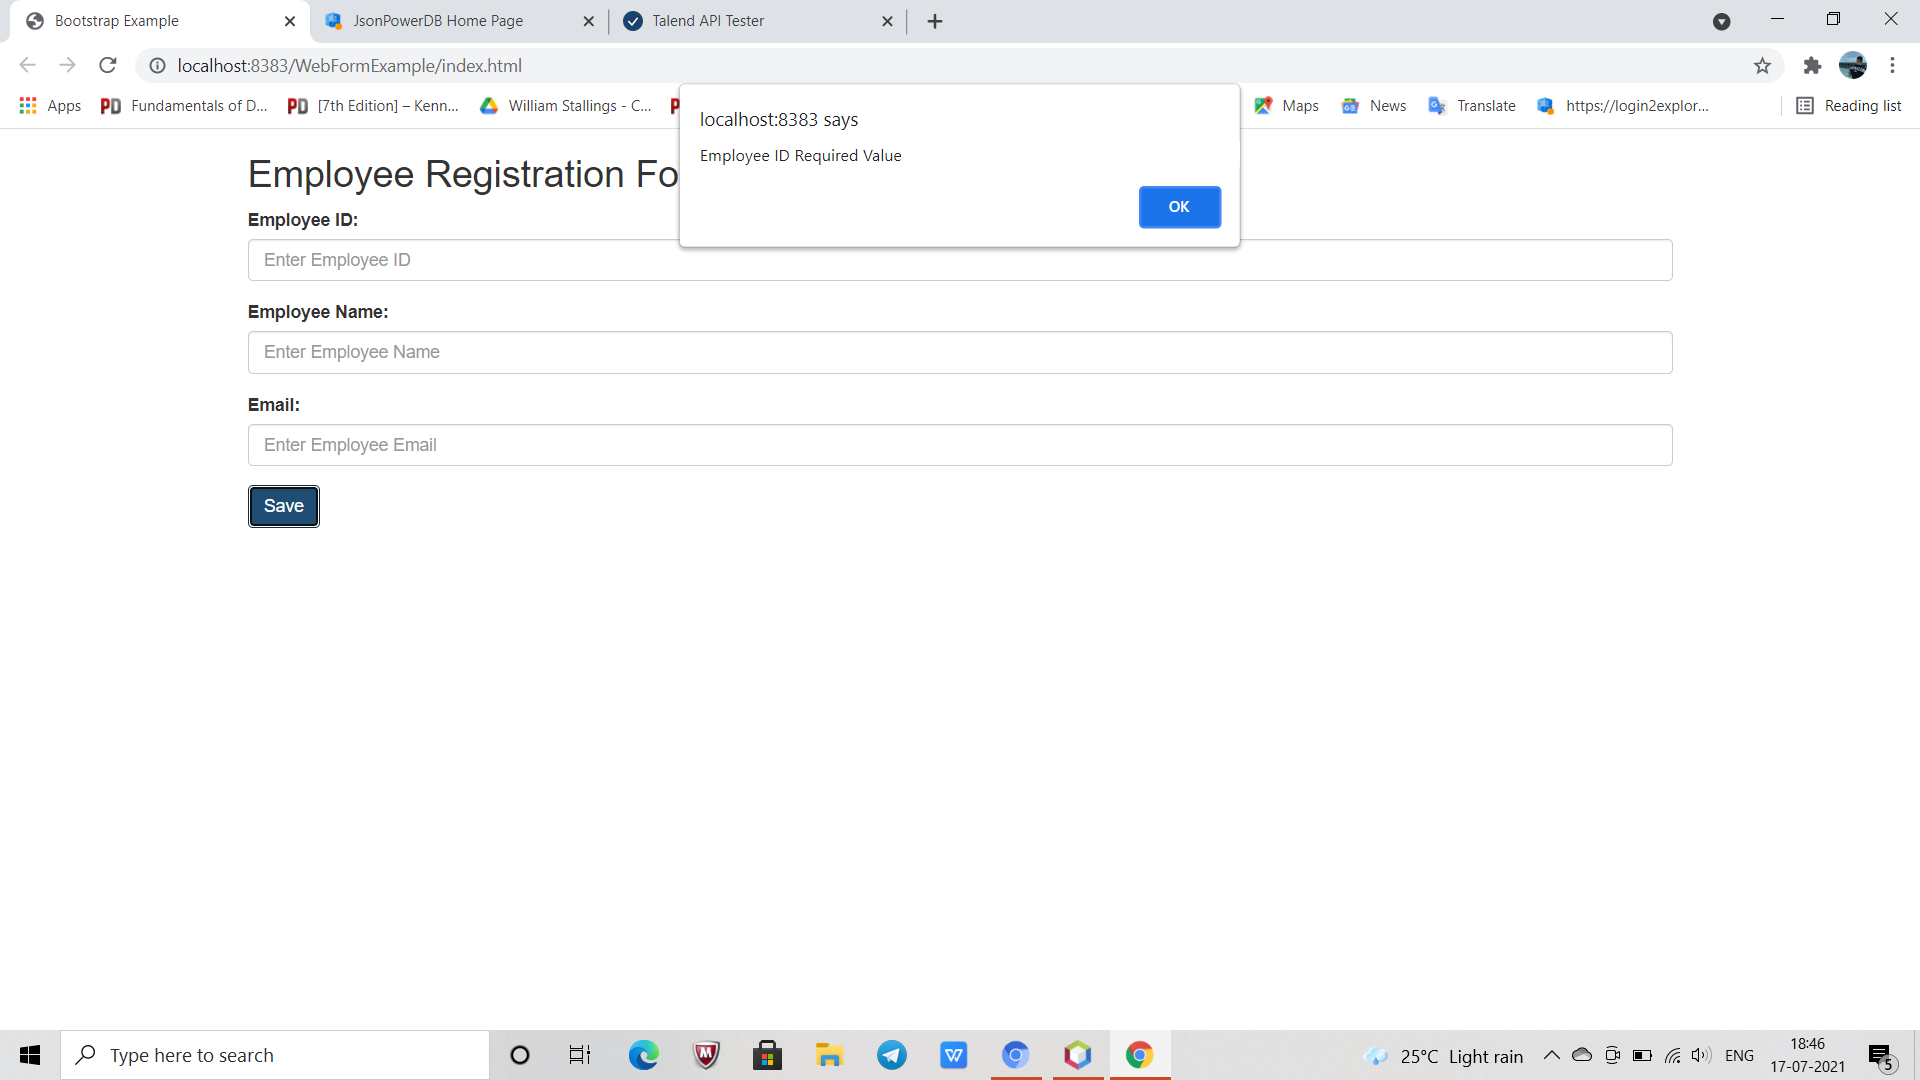 Bootstrap Example
JsonPowerDB Home Page
Talend API Tester
localhost:8383/WebFormExample/index.html
Apps
Fundamentals of D...
[7th Edition] – Kenn...
William Stallings - C...
Maps
News
Translate
https://login2explor...
Reading list
localhost:8383 says
Employee ID Required Value
OK
Employee Registration Fo
Employee ID:
Enter Employee ID
Employee Name:
Enter Employee Name
Email:
Enter Employee Email
Save
Type here to search
25°C Light rain
ENG
18:46
17-07-2021
5